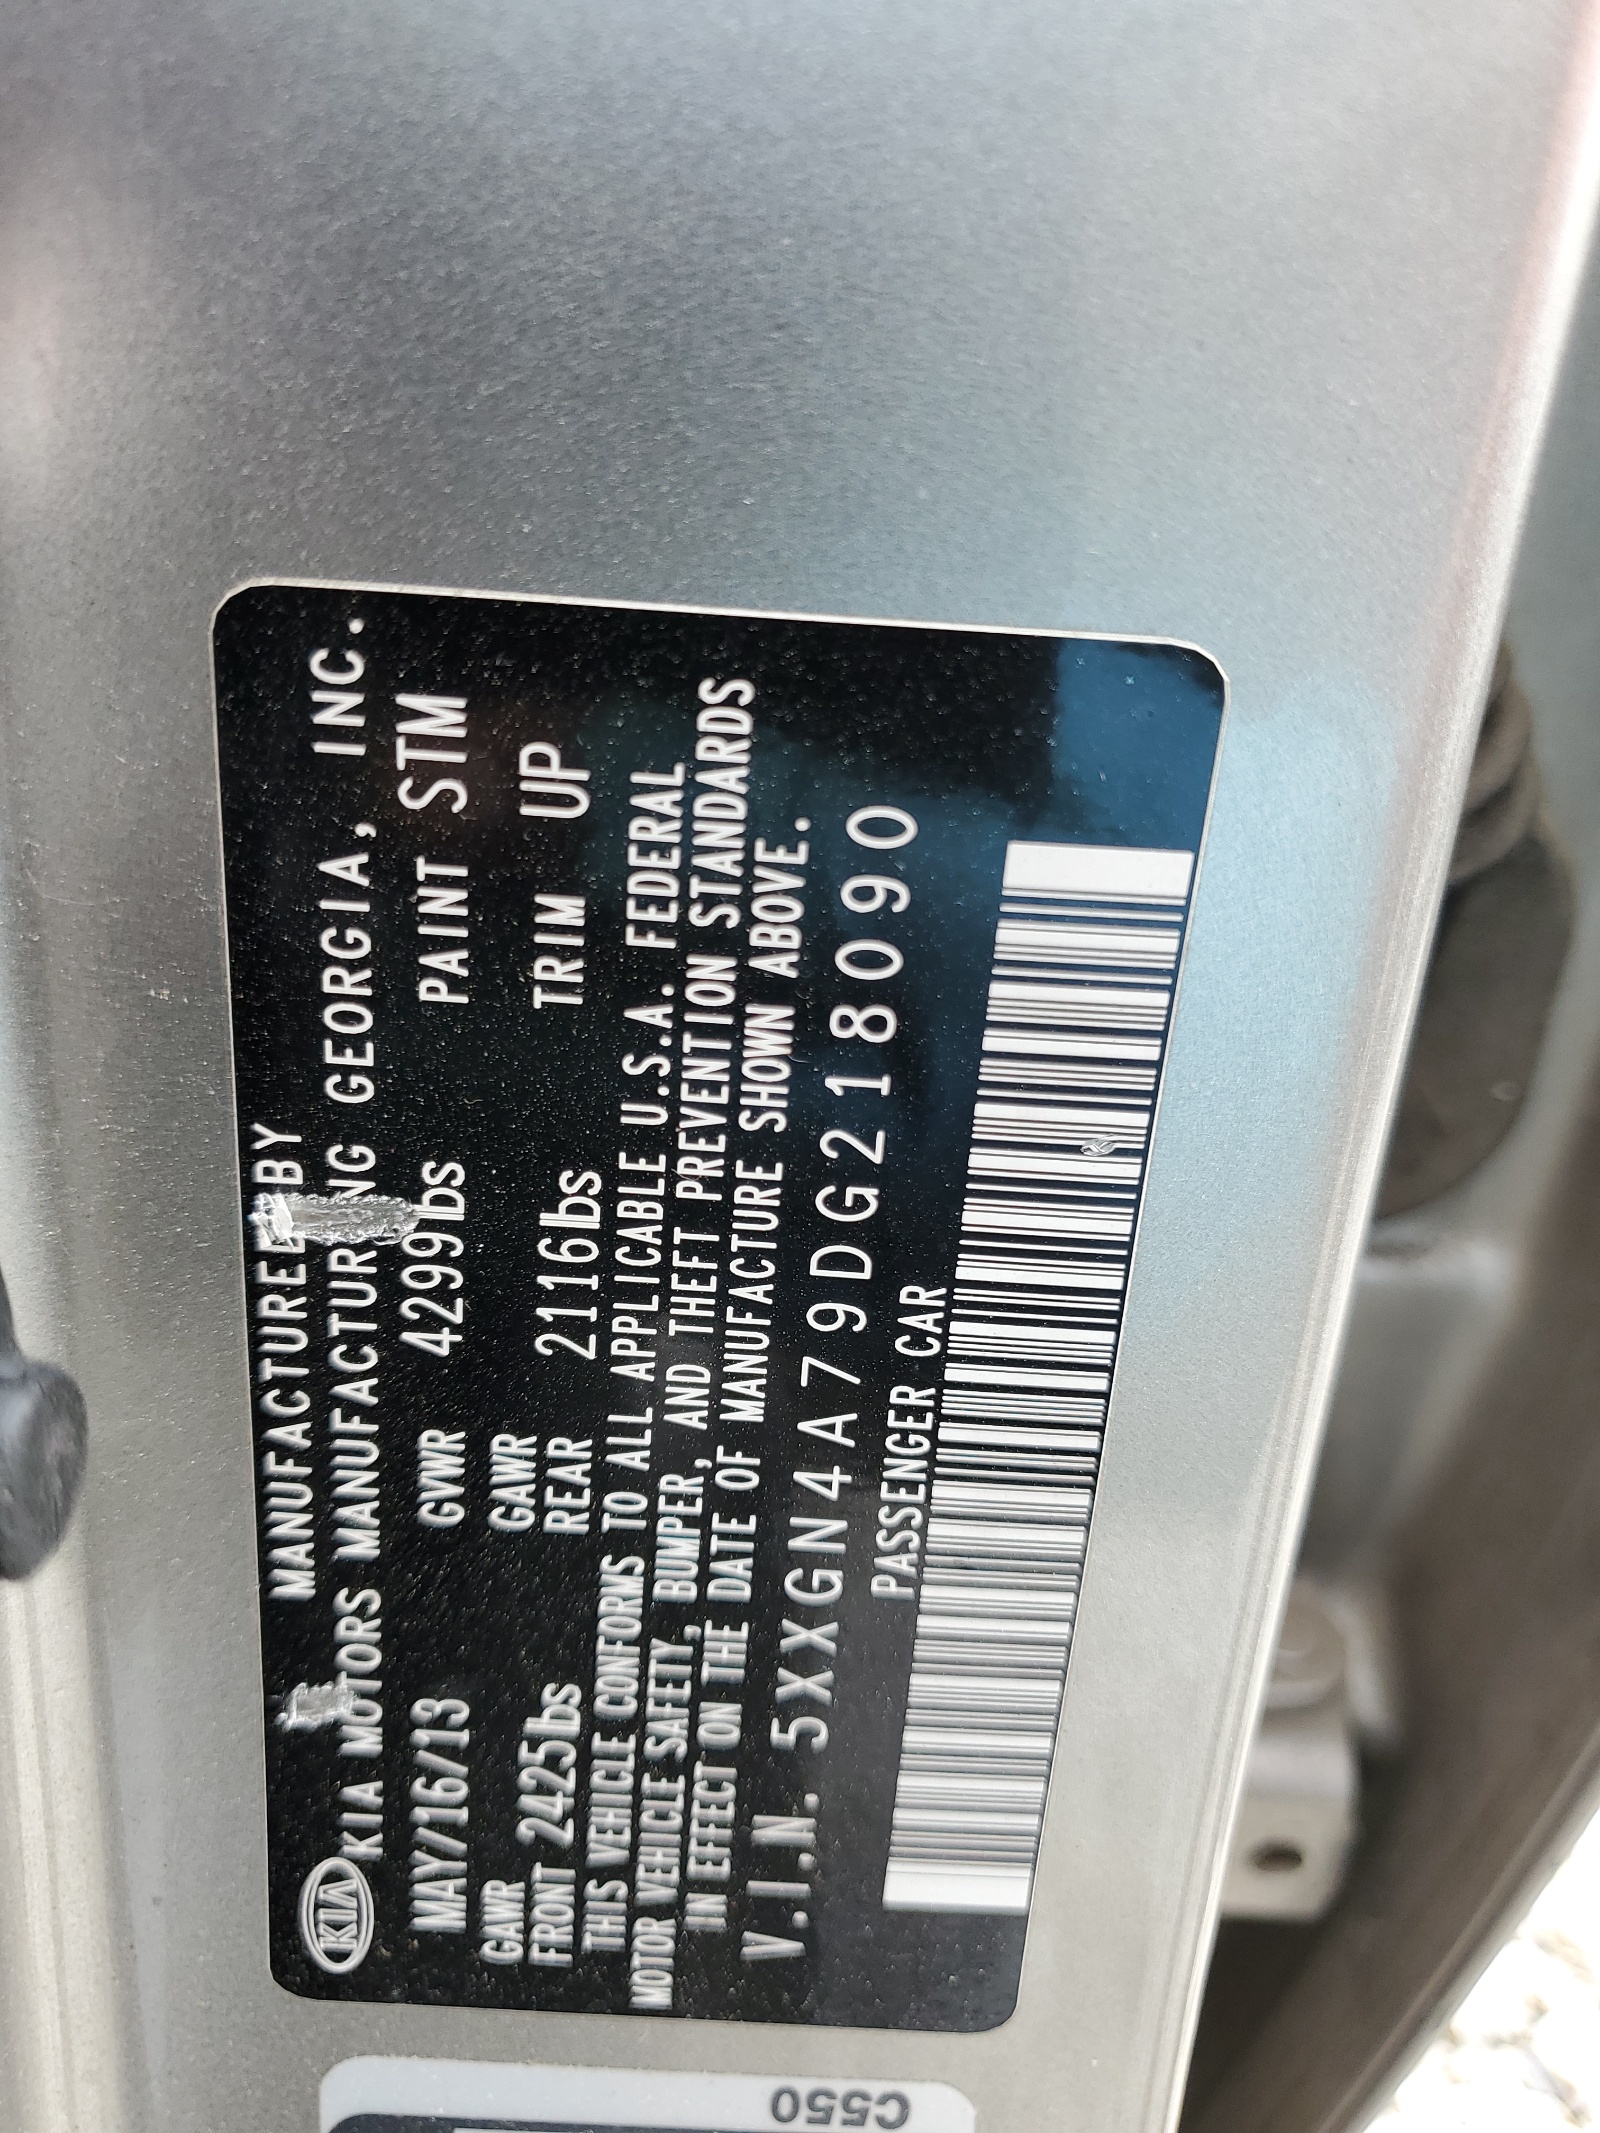 MANUFACTURED BY
KIA KIA MOTORS MANUFACTURING GEORGIA, INC.
MAY/16/13 GVWR 4299lbs PAINT STM
GAWR FRONT 2425lbs GAWR REAR 2116lbs TRIM UP
THIS VEHICLE CONFORMS TO ALL APPLICABLE U.S.A. FEDERAL
MOTOR VEHICLE SAFETY, BUMPER, AND THEFT PREVENTION STANDARDS
IN EFFECT ON THE DATE OF MANUFACTURE SHOWN ABOVE.
V.I.N. 5XXGN4A79DG218090
PASSENGER CAR
C550